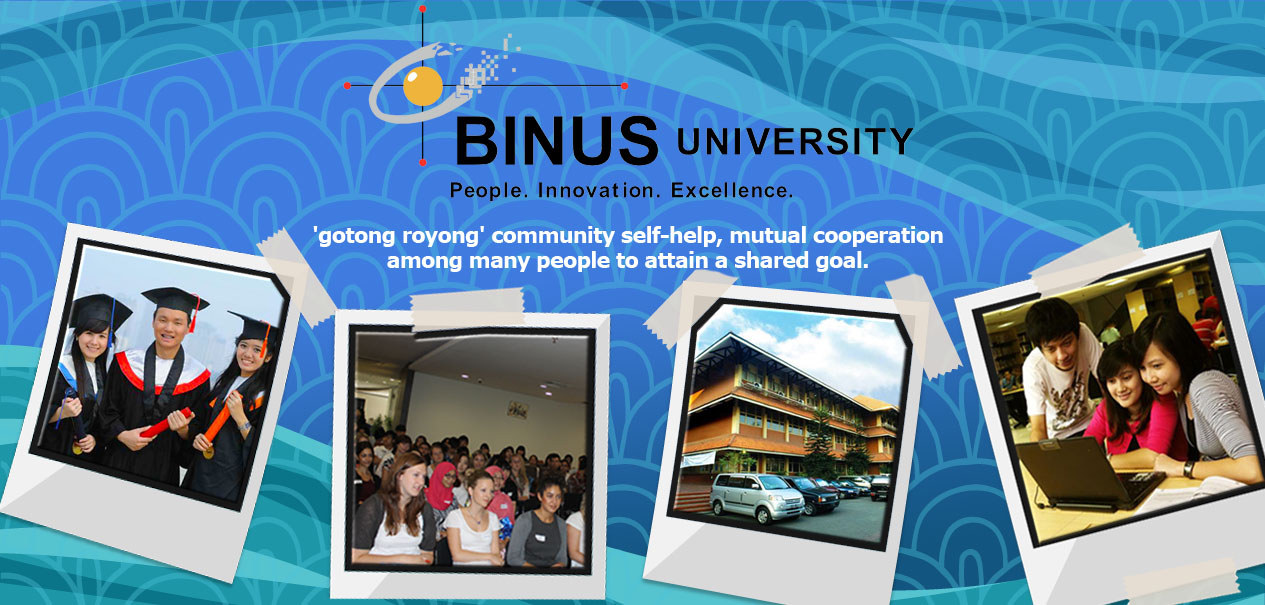 BINUS UNIVERSITY
People. Innovation. Excellence.
'gotong royong' community self-help, mutual cooperation
among many people to attain a shared goal.